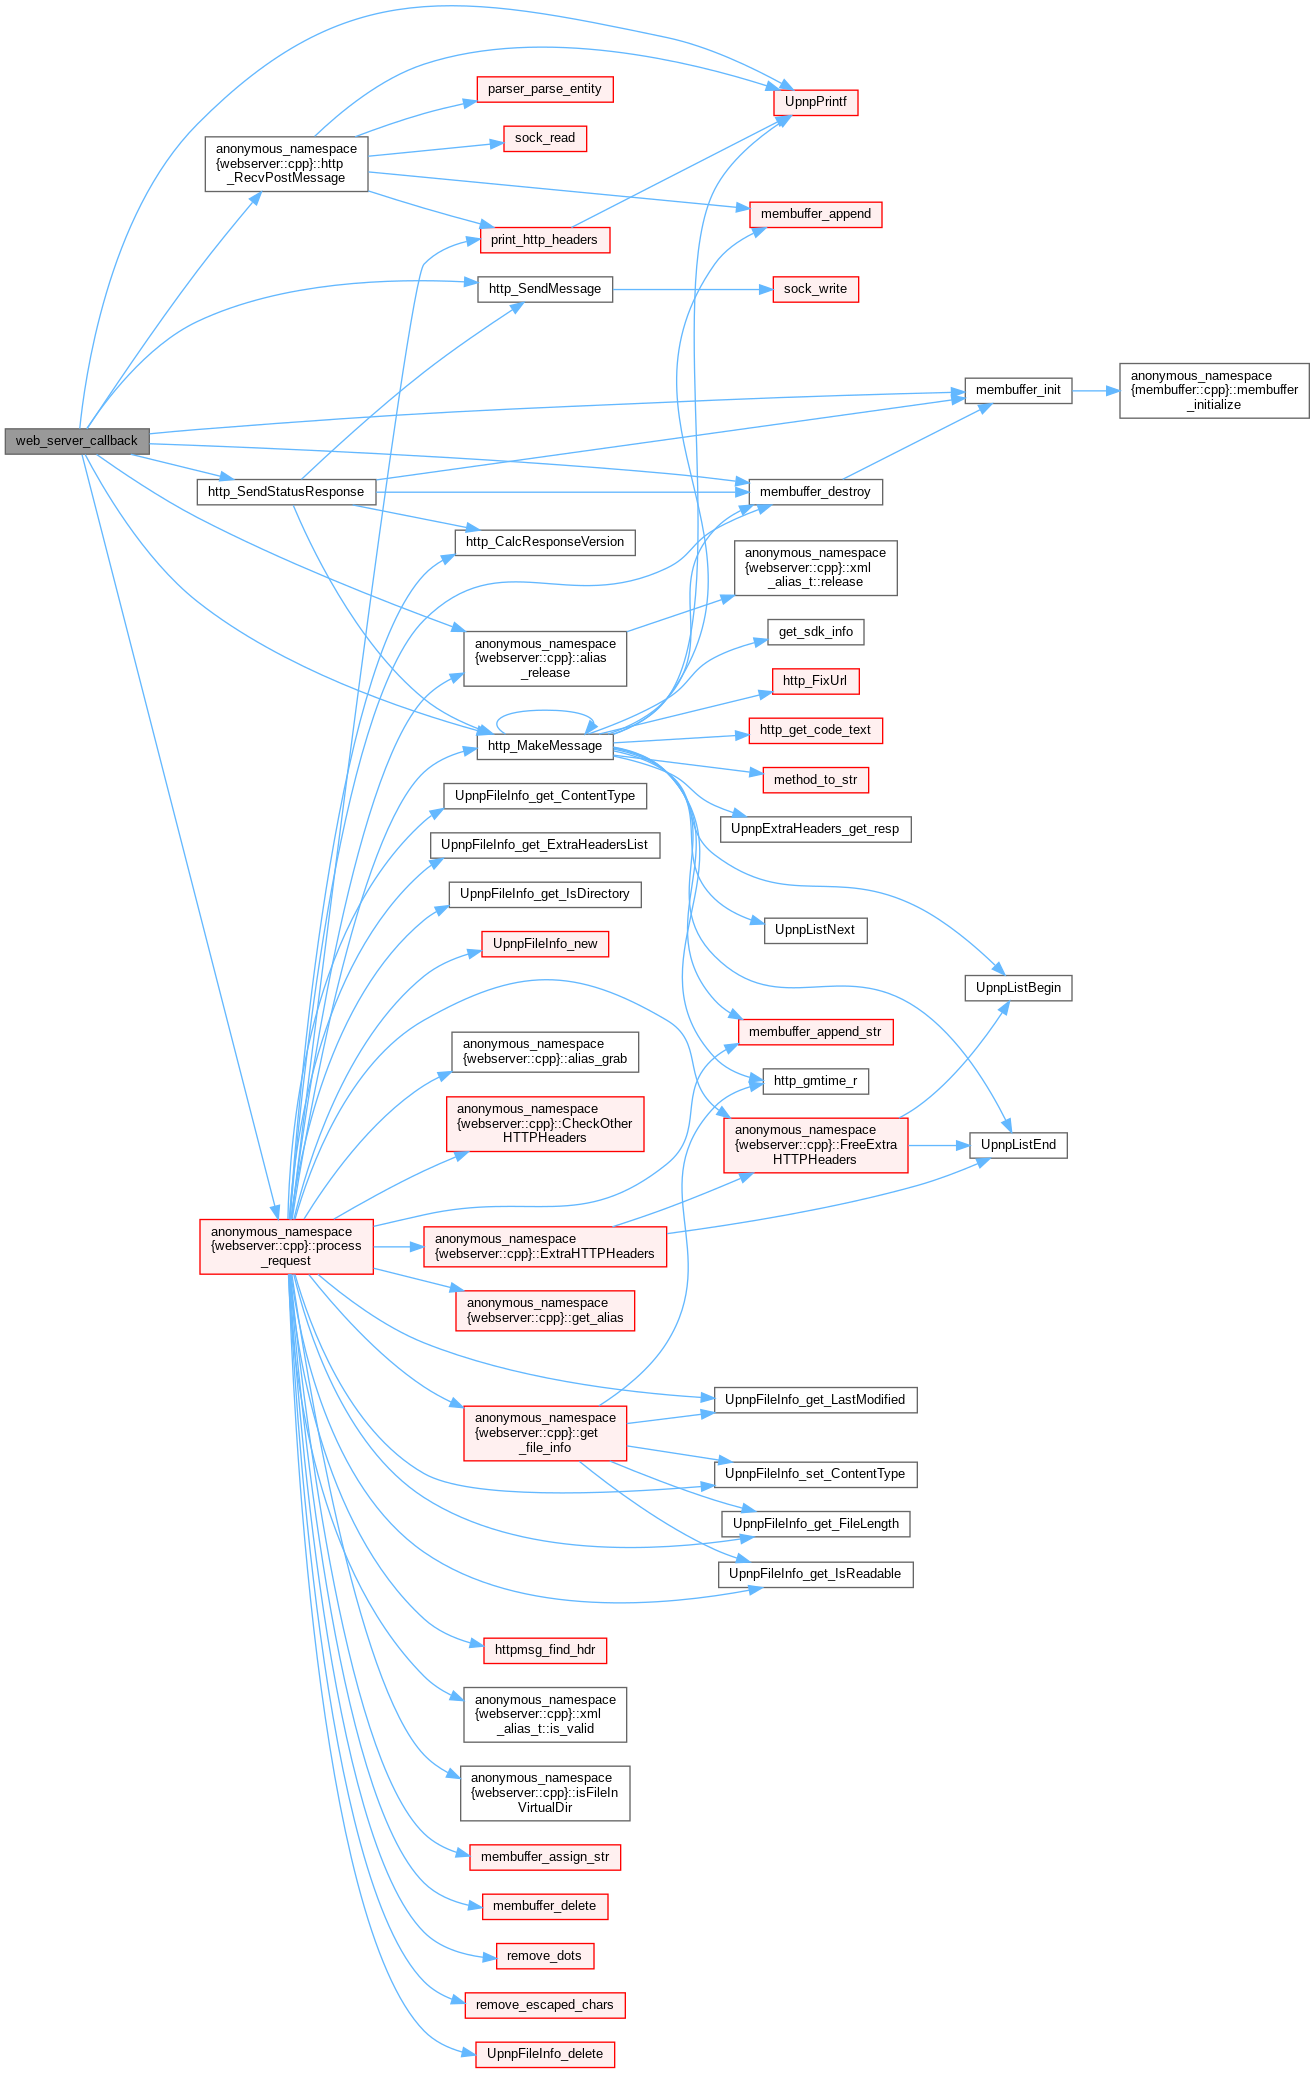 parser_parse_entity
UpnpPrintf
sock_read
anonymous_namespace
{webserver::cpp}::http
_RecvPostMessage
membuffer_append
print_http_headers
http_SendMessage
sock_write
anonymous_namespace
{membuffer::cpp}::membuffer
_initialize
membuffer_init
web_server_callback
http_SendStatusResponse
membuffer_destroy
http_CalcResponseVersion
anonymous_namespace
{webserver::cpp}::xml
_alias_t::release
get_sdk_info
anonymous_namespace
{webserver::cpp}::alias
_release
http_FixUrl
http_get_code_text
http_MakeMessage
method_to_str
UpnpFileInfo_get_ContentType
UpnpExtraHeaders_get_resp
UpnpFileInfo_get_ExtraHeadersList
UpnpFileInfo_get_IsDirectory
UpnpListNext
UpnpFileInfo_new
UpnpListBegin
membuffer_append_str
anonymous_namespace
{webserver::cpp}::alias_grab
http_gmtime_r
anonymous_namespace
{webserver::cpp}::CheckOther
HTTPHeaders
anonymous_namespace
{webserver::cpp}::FreeExtra
HTTPHeaders
UpnpListEnd
anonymous_namespace
{webserver::cpp}::process
_request
anonymous_namespace
{webserver::cpp}::ExtraHTTPHeaders
anonymous_namespace
{webserver::cpp}::get_alias
UpnpFileInfo_get_LastModified
anonymous_namespace
{webserver::cpp}::get
_file_info
UpnpFileInfo_set_ContentType
UpnpFileInfo_get_FileLength
UpnpFileInfo_get_IsReadable
httpmsg_find_hdr
anonymous_namespace
{webserver::cpp}::xml
_alias_t::is_valid
anonymous_namespace
{webserver::cpp}::isFileIn
VirtualDir
membuffer_assign_str
membuffer_delete
remove_dots
remove_escaped_chars
UpnpFileInfo_delete